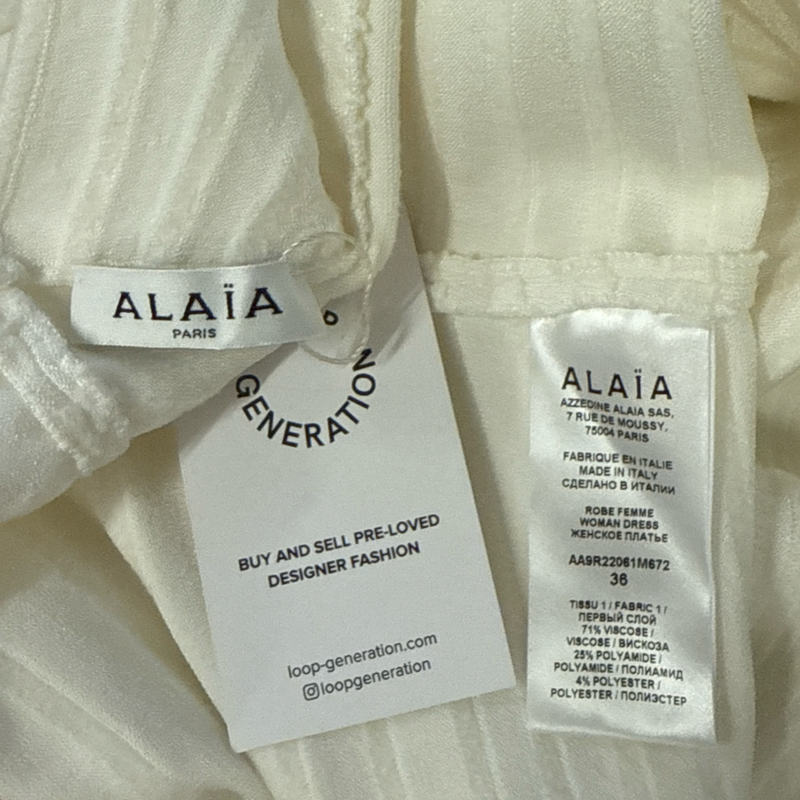 ALAÏA
PARIS
GENERATION
BUY AND SELL PRE-LOVED
DESIGNER FASHION
loop-generation.com
loopgeneration
ALAÏA
AZZEDINE ALAIA SAS,
7 RUE DE MOUSSY,
75004 PARIS
FABRIQUE EN ITALIE
MADE IN ITALY
СДЕЛАНО В ИТАЛИИ
ROBE FEMME
WOMAN DRESS
ЖЕНСКОЕ ПЛАТЬЕ
AA9R22061M672
36
TISSU 1 / FABRIC 1 /
ПЕРВЫЙ СЛОЙ
71% VISCOSE /
VISCOSE / ВИСКОЗА
25% POLYAMIDE /
POLYAMIDE / ПОЛИАМИД
4% POLYESTER /
POLYESTER / ПОЛИЭСТЕР